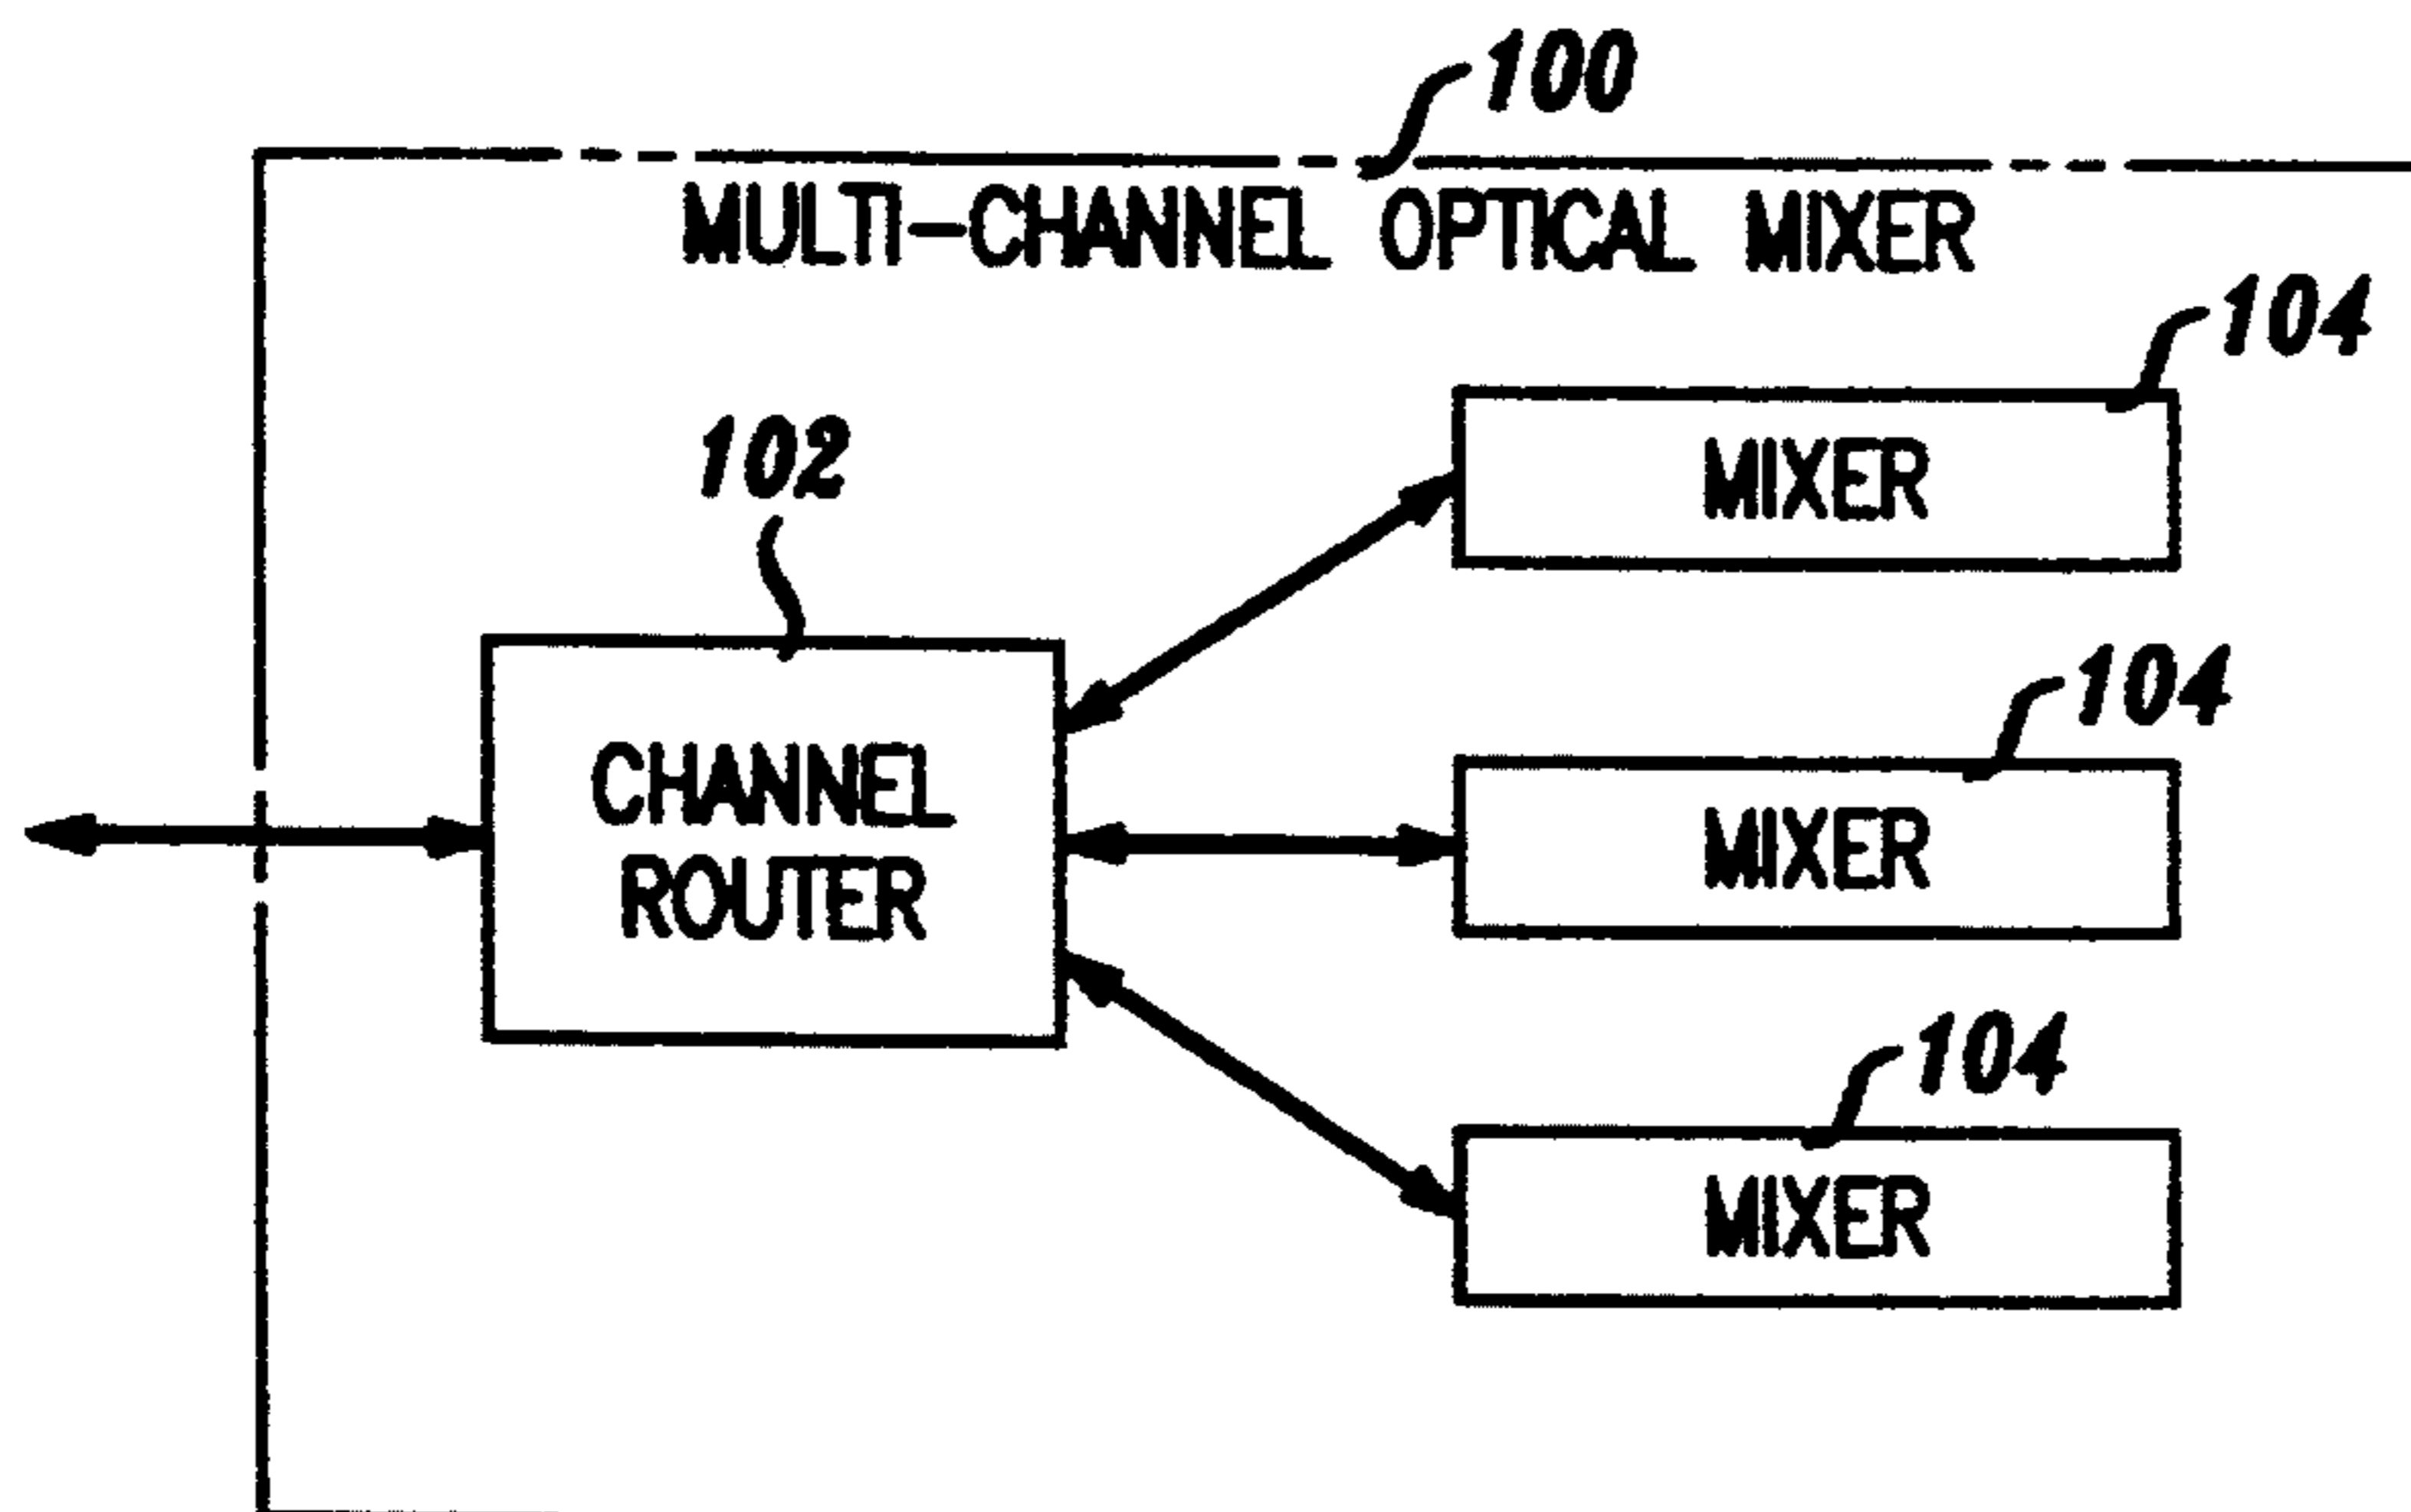 100
MULTI-CHANNEL OPTICAL MIXER
104
MIXER
102
104
CHANNEL
ROUTER
MIXER
104
MIXER